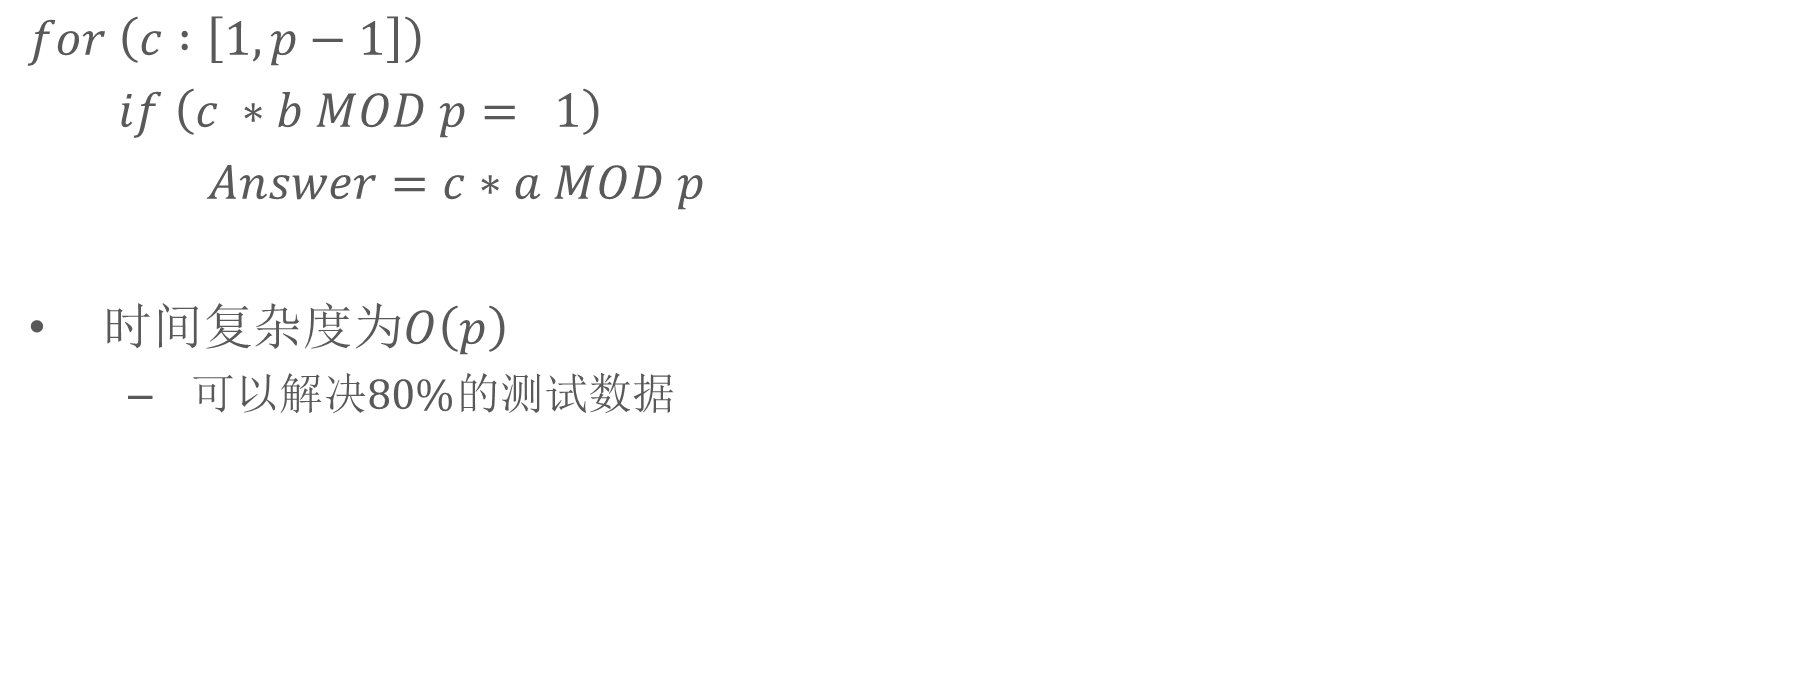 for (c : [1, p − 1])
if (c ∗ b MOD p = 1)
Answer = c ∗ a MOD p
• 时间复杂度为O(p)
– 可以解决80%的测试数据